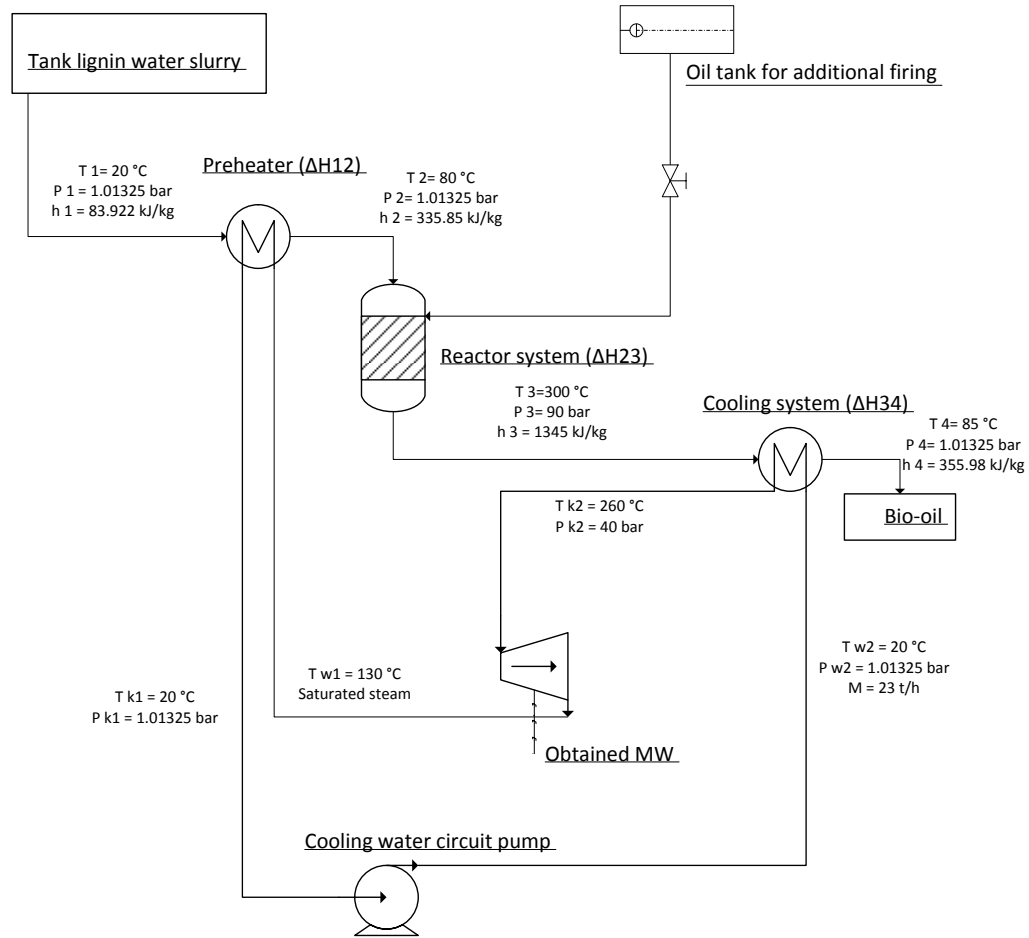 Tank lignin water slurry
Oil tank for additional firing
T 1= 20 °C
P 1 = 1.01325 bar
h 1 = 83.922 kJ/kg
Preheater (ΔH12)
T 2= 80 °C
P 2= 1.01325 bar
h 2 = 335.85 kJ/kg
Reactor system (ΔH23)
T 3=300 °C
P 3= 90 bar
h 3 = 1345 kJ/kg
Cooling system (ΔH34)
T 4= 85 °C
P 4= 1.01325 bar
h 4 = 355.98 kJ/kg
Bio-oil
T k2 = 260 °C
P k2 = 40 bar
T w1 = 130 °C
Saturated steam
T w2 = 20 °C
P w2 = 1.01325 bar
M = 23 t/h
T k1 = 20 °C
P k1 = 1.01325 bar
Obtained MW
Cooling water circuit pump